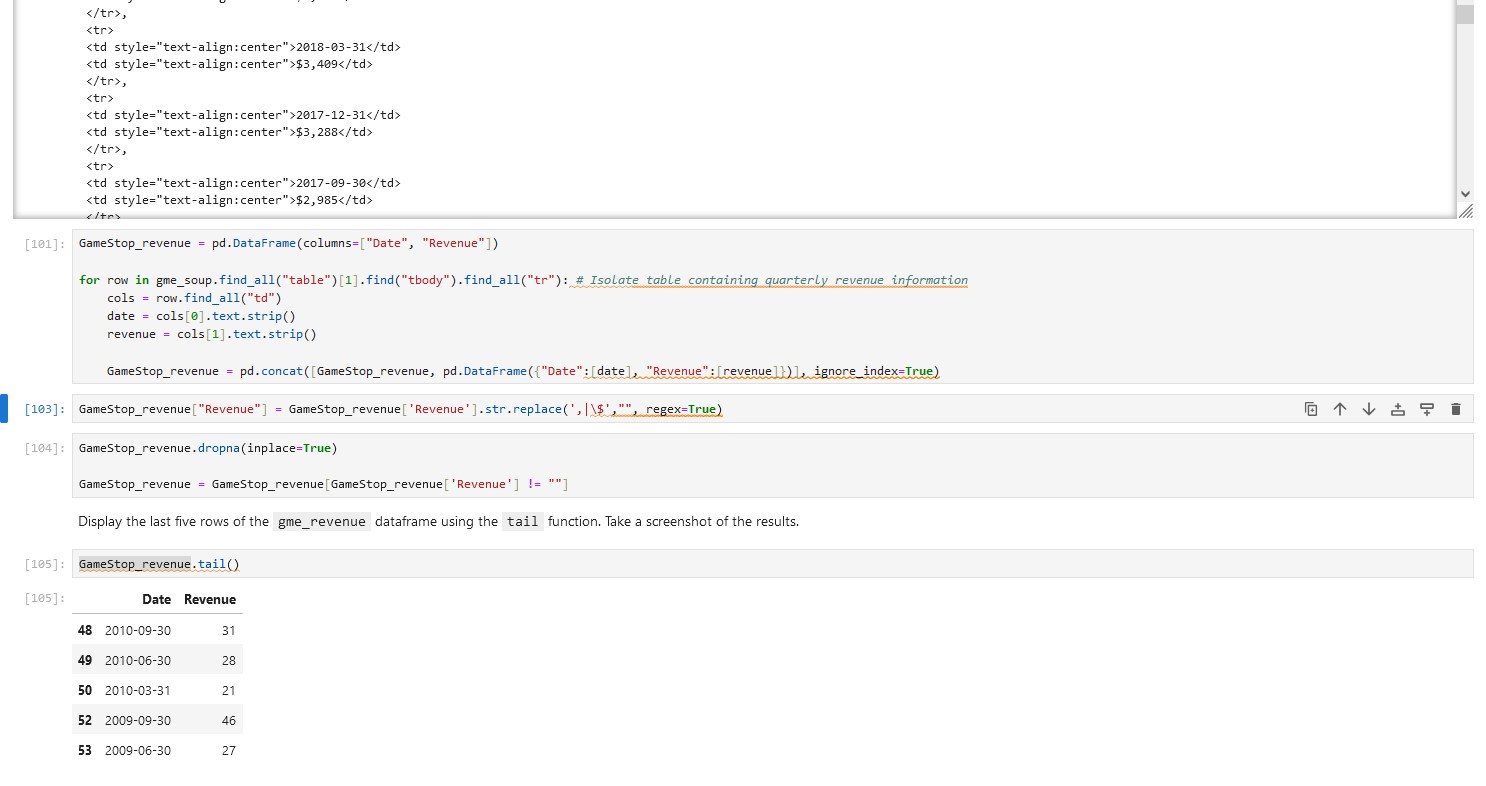 </tr>,
<tr>
<td style="text-align:center">2018-03-31</td>
<td style="text-align:center">$3,409</td>
</tr>,
<tr>
<td style="text-align:center">2017-12-31</td>
<td style="text-align:center">$3,288</td>
</tr>,
<tr>
<td style="text-align:center">2017-09-30</td>
<td style="text-align:center">$2,985</td>
</tr>
[101]: GameStop_revenue = pd.DataFrame(columns=["Date", "Revenue"])
for row in gme_soup.find_all("table")[1].find("tbody").find_all("tr"): # Isolate table containing quarterly revenue information
    cols = row.find_all("td")
    date = cols[0].text.strip()
    revenue = cols[1].text.strip()
    GameStop_revenue = pd.concat([GameStop_revenue, pd.DataFrame({"Date":[date], "Revenue":[revenue]})], ignore_index=True)
[103]: GameStop_revenue["Revenue"] = GameStop_revenue['Revenue'].str.replace(',|\$',"", regex=True)
[104]: GameStop_revenue.dropna(inplace=True)
GameStop_revenue = GameStop_revenue[GameStop_revenue['Revenue'] != ""]
Display the last five rows of the gme_revenue dataframe using the tail function. Take a screenshot of the results.
[105]: GameStop_revenue.tail()
[105]: Date Revenue
48 2010-09-30 31
49 2010-06-30 28
50 2010-03-31 21
52 2009-09-30 46
53 2009-06-30 27